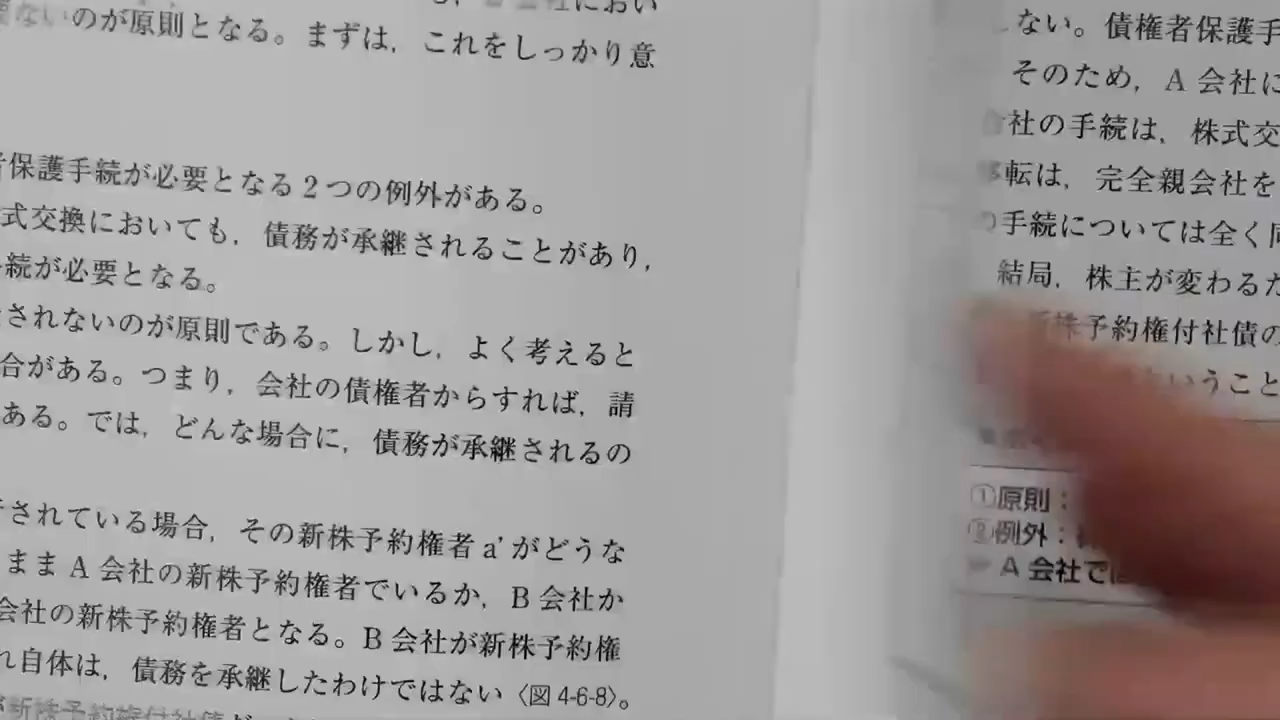 ないのが原則となる。まずは，これをしっかり意
保護手続が必要となる2つの例外がある。
式交換においても，債務が承継されることがあり，
続が必要となる。
されないのが原則である。しかし，よく考えると
合がある。つまり，会社の債権者からすれば，請
ある。では，どんな場合に，債務が承継されるの
されている場合，その新株予約権者a'がどうな
まま A 会社の新株予約権者でいるか，B 会社か
会社の新株予約権者となる。B 会社が新株予約権
れ自体は，債務を承継したわけではない〈図 4-6-8〉。
新株予約権付社債
ない。債権者保護手
そのため，A 会社に
社の手続は，株式交
転は，完全親会社を
手続については全く同
結局，株主が変わるだ
新株予約権付社債の
いうこと
①原則：
②例外：
A 会社では